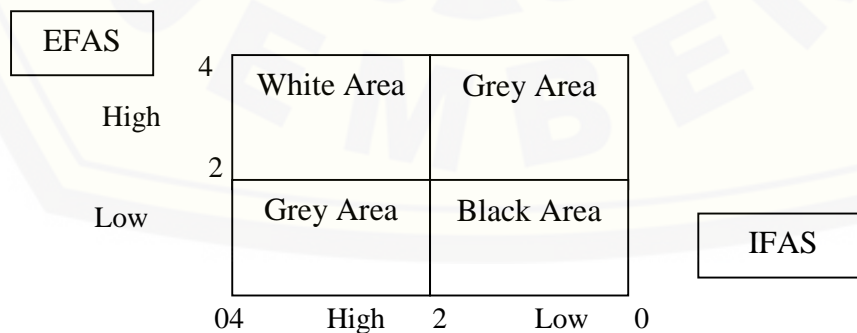 EFAS
4
White Area Grey Area
High
2
Low
Grey Area Black Area
IFAS
04 High 2 Low 0